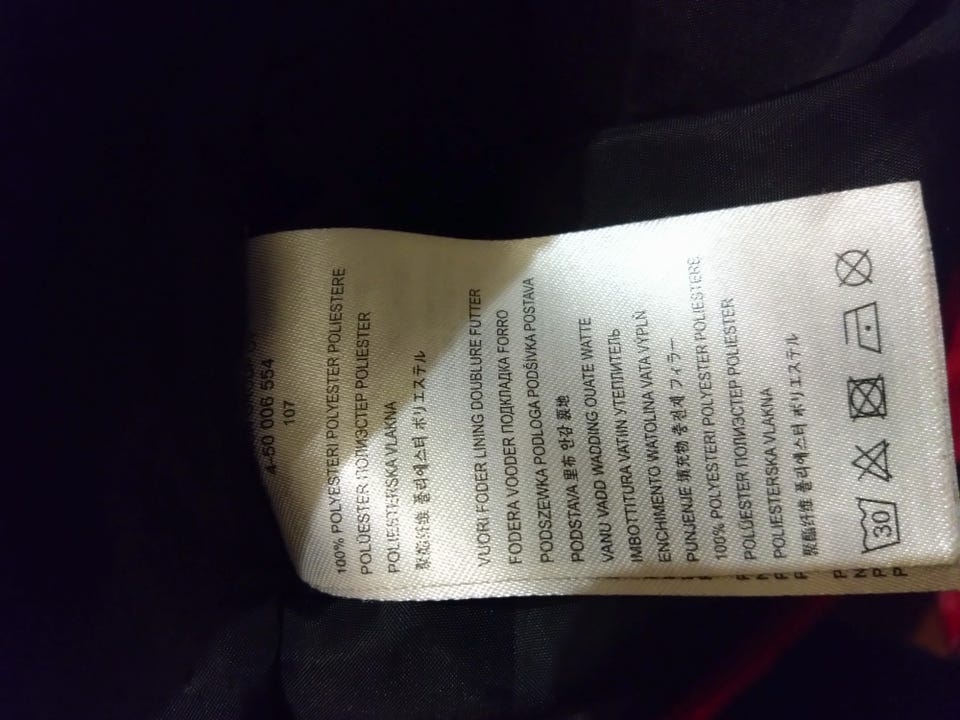 4-50 006 554
107
100% POLYESTERI POLYESTER POLIESTERE
POLÜESTER ПОЛИЭСТЕР POLIESTER
POLIESTERSKA VLAKNA
聚酯纤维 폴리에스터 ポリエステル
VUORI FODER LINING DOUBLURE FUTTER
FODERA VOODER ПОДКЛАДКА FORRO
PODSZEWKA PODLOGA PODŠÍVKA POSTAVA
PODSTAVA 里布 안감 裏地
VANU VADD WADDING OUATE WATTE
IMBOTTITURA VATIIN УТЕПЛИТЕЛЬ
ENCHIMENTO WATOLINA VATA VÝPLŇ
PUNJENJE 填充物 충전제 フィラー
100% POLYESTERI POLYESTER POLIESTERE
POLÜESTER ПОЛИЭСТЕР POLIESTER
POLIESTERSKA VLAKNA
聚酯纤维 폴리에스터 ポリエステル
30